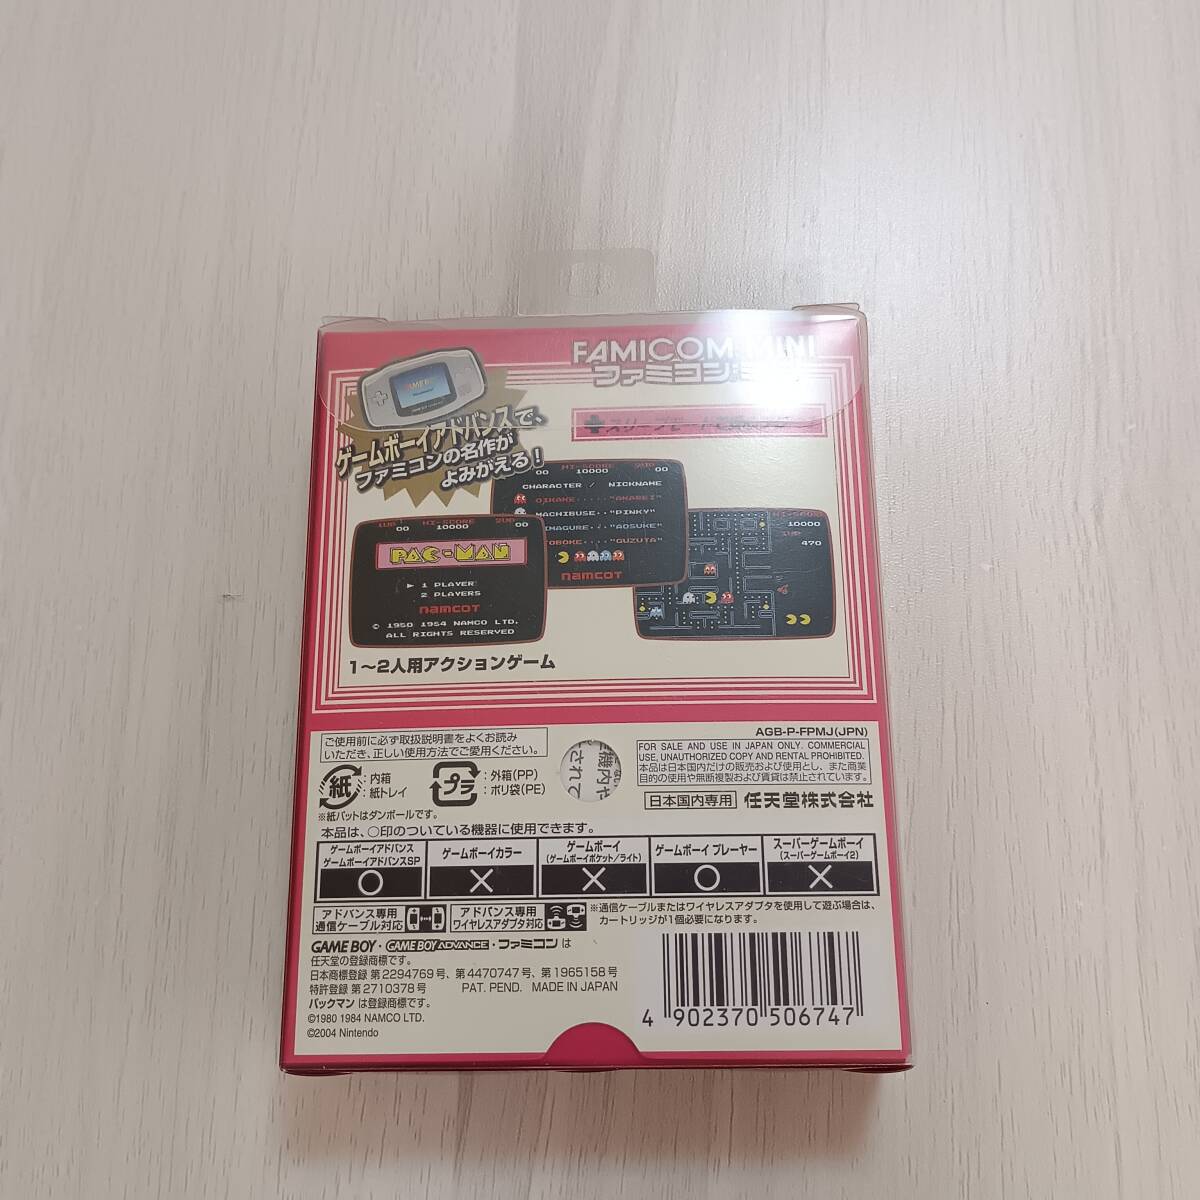 FAMICOM MINI
ファミコンミニ
ゲームボーイアドバンスで、
ファミコンの名作が
よみがえる!
HI-SCORE 2UP
00 10000 00
CHARACTER / NICKNAME
OIKAKE----"AKABEI"
MACHIBUSE--"PINKY"
"AOSUKE"
"GUZUTA"
namcoT
1UP HI-SCORE 2UP
00 10000 00
PAC-MAN
1 PLAYER
2 PLAYERS
namcoT
© 1980 1984 NAMCO LTD.
ALL RIGHTS RESERVED
HI-SCORE
10000
1UP
470
1〜2人用アクションゲーム
AGB-P-FPMJ(JPN)
ご使用前に必ず取扱説明書をよくお読み
いただき、正しい使用方法でご愛用ください。
FOR SALE AND USE IN JAPAN ONLY. COMMERCIAL
USE, UNAUTHORIZED COPY AND RENTAL PROHIBITED.
本品は日本国内だけの販売および使用とし、また商業
目的の使用や無断複製および賃貸は禁止されています。
紙 : 内箱
: 紙トレイ
プラ : 外箱(PP)
: ポリ袋(PE)
機内や
されて
日本国内専用 任天堂株式会社
※紙パットはダンボールです。
本品は、○印のついている機器に使用できます。
ゲームボーイアドバンス
ゲームボーイアドバンスSP
○
ゲームボーイカラー
×
ゲームボーイ
(ゲームボーイポケット/ライト)
×
ゲームボーイ プレーヤー
○
スーパーゲームボーイ
(スーパーゲームボーイ2)
×
アドバンス専用
通信ケーブル対応
アドバンス専用
ワイヤレスアダプタ対応
※通信ケーブルまたはワイヤレスアダプタを使用して遊ぶ場合は、
カートリッジが1個必要になります。
GAME BOY・GAME BOY ADVANCE・ファミコン は
任天堂の登録商標です。
日本商標登録 第2294769号、第4470747号、第1965158号
特許登録 第2710378号 PAT. PEND. MADE IN JAPAN
パックマン は登録商標です。
©1980 1984 NAMCO LTD.
©2004 Nintendo
4 902370 506747